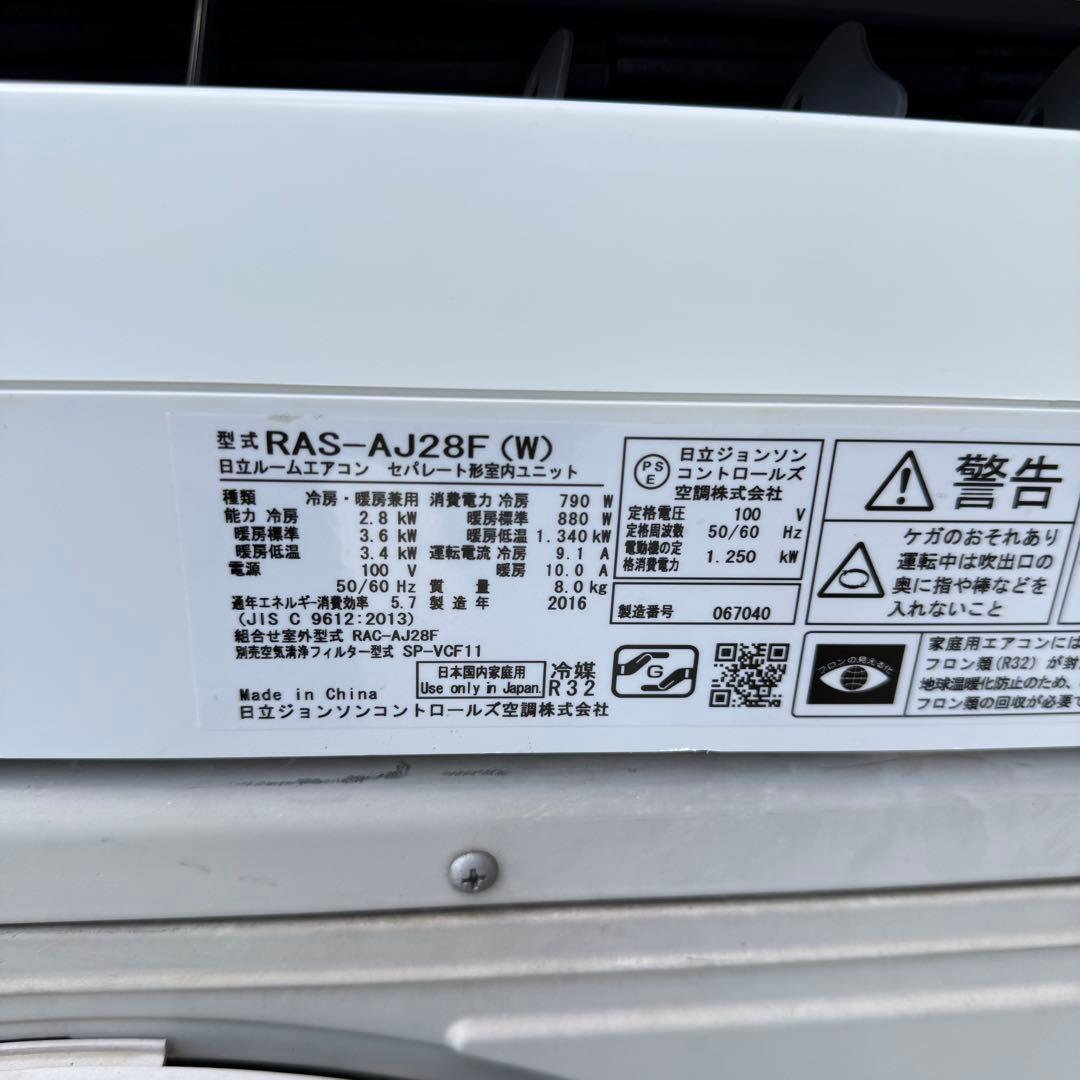 型式 RAS-AJ28F (W)
日立ルームエアコン セパレート形室内ユニット
種類 冷房・暖房兼用 消費電力 冷房 790 W
能力 冷房 2.8 kW 暖房標準 880 W
暖房標準 3.6 kW 暖房低温 1.340 kW
暖房低温 3.4 kW 運転電流 冷房 9.1 A
電源 100 V 暖房 10.0 A
50/60 Hz 質量 8.0 kg
通年エネルギー消費効率 5.7 製造年 2016
(JIS C 9612:2013)
組合せ室外型式 RAC-AJ28F
別売空気清浄フィルター型式 SP-VCF11
日本国内家庭用
Use only in Japan.
冷媒
R32
Made in China
日立ジョンソンコントロールズ空調株式会社
PS
E
日立ジョンソン
コントロールズ
空調株式会社
定格電圧 100 V
定格周波数 50/60 Hz
電動機の定
格消費電力 1.250 kW
製造番号 067040
G
警告
ケガのおそれあり
運転中は吹出口の
奥に指や棒などを
入れないこと
フロンの見える化
家庭用エアコンには
フロン類(R32)が封
地球温暖化防止のため、
フロン類の回収が必要で